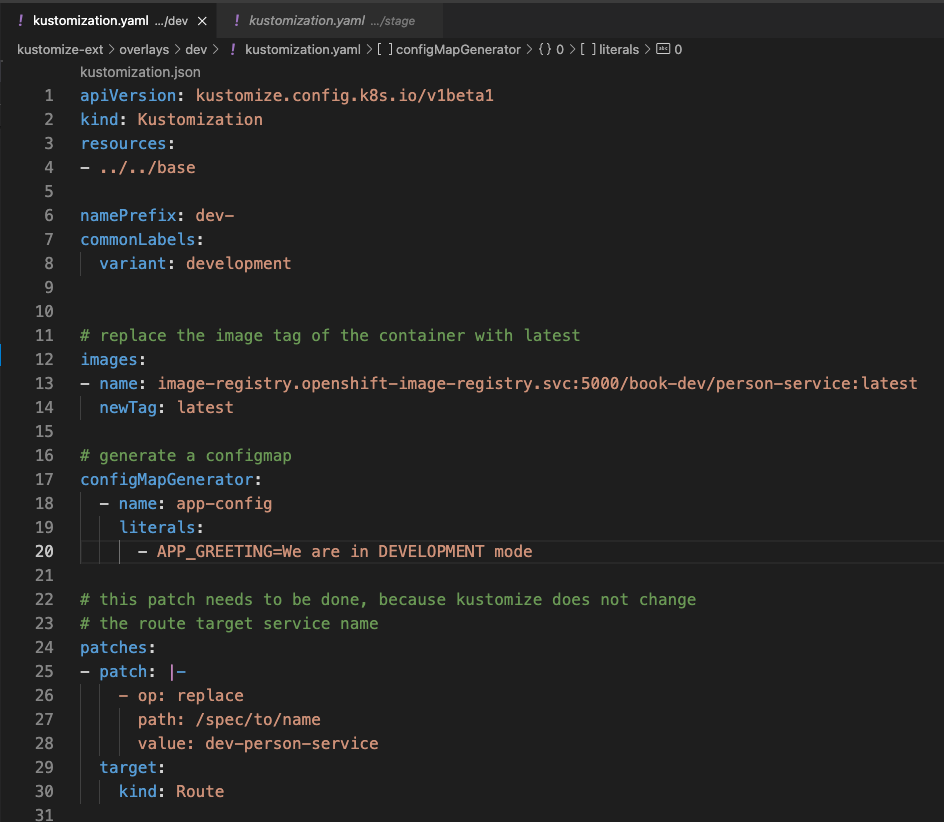 ! kustomization.yaml .../dev × ! kustomization.yaml .../stage
kustomize-ext > overlays > dev > ! kustomization.yaml > [ ] configMapGenerator > { } 0 > [ ] literals > abc 0
kustomization.json
1 apiVersion: kustomize.config.k8s.io/v1beta1
2 kind: Kustomization
3 resources:
4 - ../../base
5
6 namePrefix: dev-
7 commonLabels:
8   variant: development
9
10
11 # replace the image tag of the container with latest
12 images:
13 - name: image-registry.openshift-image-registry.svc:5000/book-dev/person-service:latest
14   newTag: latest
15
16 # generate a configmap
17 configMapGenerator:
18   - name: app-config
19     literals:
20       - APP_GREETING=We are in DEVELOPMENT mode
21
22 # this patch needs to be done, because kustomize does not change
23 # the route target service name
24 patches:
25 - patch: |-
26     - op: replace
27       path: /spec/to/name
28       value: dev-person-service
29   target:
30     kind: Route
31